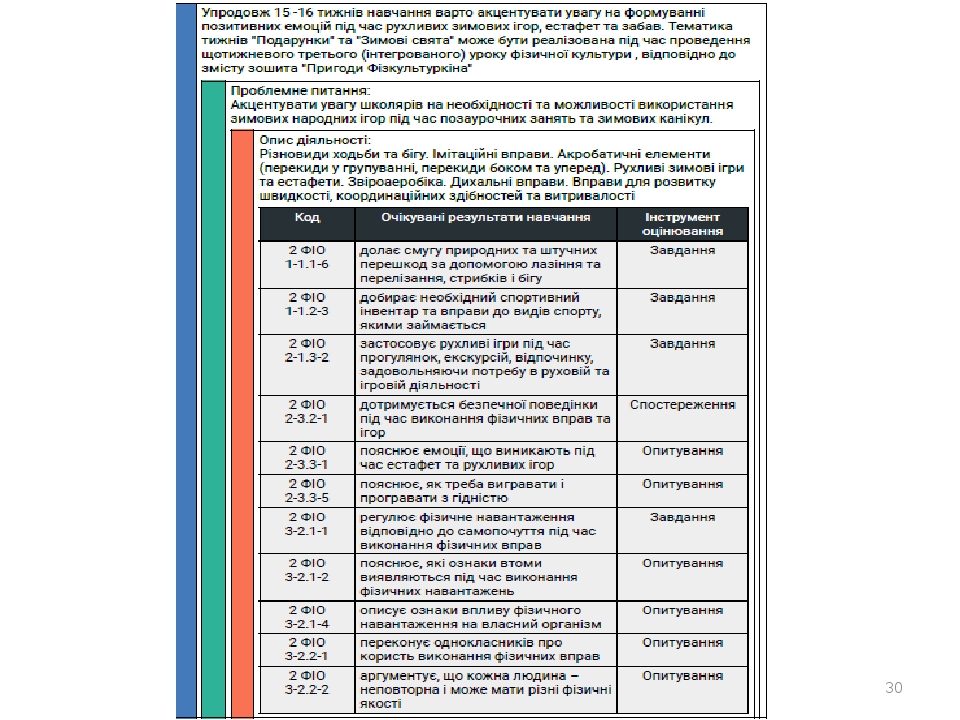 Упродовж 15 -16 тижнів навчання варто акцентувати увагу на формуванні
позитивних емоцій під час рухливих зимових ігор, естафет та забав. Тематика
тижнів "Подарунки" та "Зимові свята" може бути реалізована під час проведення
щотижневого третього (інтегрованого) уроку фізичної культури , відповідно до
змісту зошита "Пригоди Фізкультуркіна"
Проблемне питання:
Акцентувати увагу школярів на необхідності та можливості використання
зимових народних ігор під час позаурочних занять та зимових канікул.
Опис діяльності:
Різновиди ходьби та бігу. Імітаційні вправи. Акробатичні елементи
(перекиди у групуванні, перекиди боком та уперед). Рухливі зимові ігри
та естафети. Звіроаеробіка. Дихальні вправи. Вправи для розвитку
швидкості, координаційних здібностей та витривалості
Код Очікувані результати навчання Інструмент
оцінювання
2 ФІО долає смугу природних та штучних Завдання
1-1.1-6 перешкод за допомогою лазіння та
перелізання, стрибків і бігу
2 ФІО добирає необхідний спортивний Завдання
1-1.2-3 інвентар та вправи до видів спорту,
якими займається
2 ФІО застосовує рухливі ігри під час Завдання
2-1.3-2 прогулянок, екскурсій, відпочинку,
задовольняючи потребу в руховій та
ігровій діяльності
2 ФІО дотримується безпечної поведінки Спостереження
2-3.2-1 під час виконання фізичних вправ та
ігор
2 ФІО пояснює емоції, що виникають під Опитування
2-3.3-1 час естафет та рухливих ігор
2 ФІО пояснює, як треба вигравати і Опитування
2-3.3-5 програвати з гідністю
2 ФІО регулює фізичне навантаження Завдання
3-2.1-1 відповідно до самопочуття під час
виконання фізичних вправ
2 ФІО пояснює, які ознаки втоми Опитування
3-2.1-2 виявляються під час виконання
фізичних навантажень
2 ФІО описує ознаки впливу фізичного Опитування
3-2.1-4 навантаження на власний організм
2 ФІО переконує однокласників про Опитування
3-2.2-1 користь виконання фізичних вправ
2 ФІО аргументує, що кожна людина – Опитування
3-2.2-2 неповторна і може мати різні фізичні
якості
30